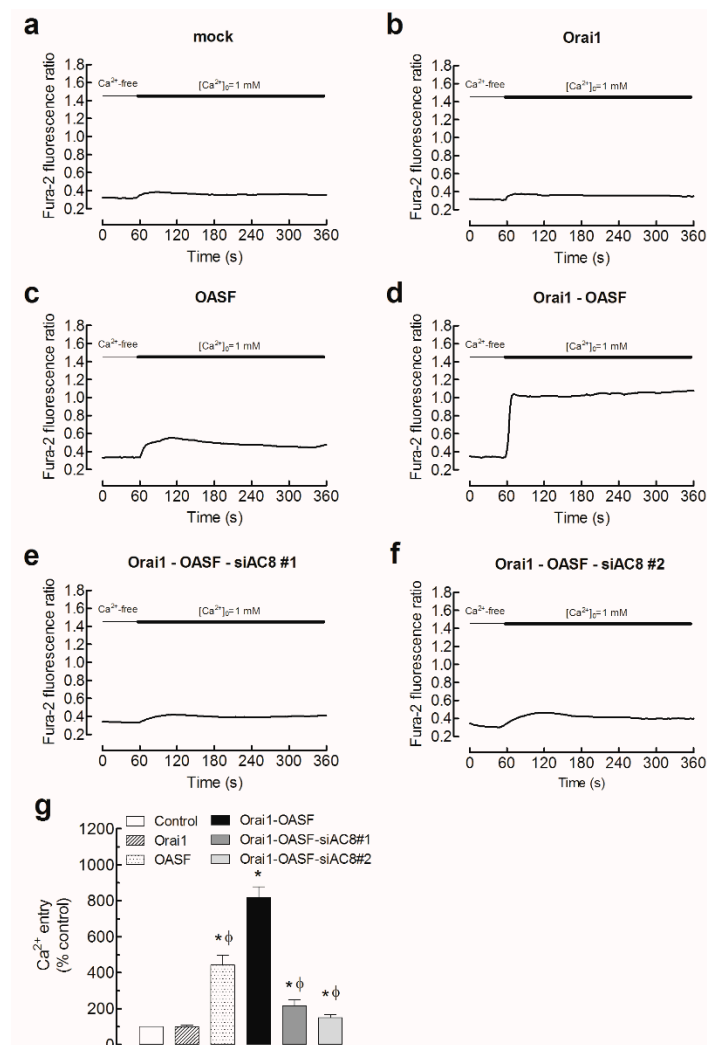 a
mock
Fura-2 fluorescence ratio
1.8
1.6
1.4
1.2
1.0
0.8
0.6
0.4
0.2
Ca²⁺-free
[Ca²⁺]₀= 1 mM
0 60 120 180 240 300 360
Time (s)
b
Orai1
Fura-2 fluorescence ratio
1.8
1.6
1.4
1.2
1.0
0.8
0.6
0.4
0.2
Ca²⁺-free
[Ca²⁺]₀= 1 mM
0 60 120 180 240 300 360
Time (s)
c
OASF
Fura-2 fluorescence ratio
1.8
1.6
1.4
1.2
1.0
0.8
0.6
0.4
0.2
Ca²⁺-free
[Ca²⁺]₀= 1 mM
0 60 120 180 240 300 360
Time (s)
d
Orai1 - OASF
Fura-2 fluorescence ratio
1.8
1.6
1.4
1.2
1.0
0.8
0.6
0.4
0.2
Ca²⁺-free
[Ca²⁺]₀= 1 mM
0 60 120 180 240 300 360
Time (s)
e
Orai1 - OASF - siAC8 #1
Fura-2 fluorescence ratio
1.8
1.6
1.4
1.2
1.0
0.8
0.6
0.4
0.2
Ca²⁺-free
[Ca²⁺]₀= 1 mM
0 60 120 180 240 300 360
Time (s)
f
Orai1 - OASF - siAC8 #2
Fura-2 fluorescence ratio
1.8
1.6
1.4
1.2
1.0
0.8
0.6
0.4
0.2
Ca²⁺-free
[Ca²⁺]₀= 1 mM
0 60 120 180 240 300 360
Time (s)
g
Control
Orai1
OASF
Orai1-OASF
Orai1-OASF-siAC8#1
Orai1-OASF-siAC8#2
Ca²⁺ entry
(% control)
1200
1000
800
600
400
200
0
* ϕ
*
* ϕ
* ϕ